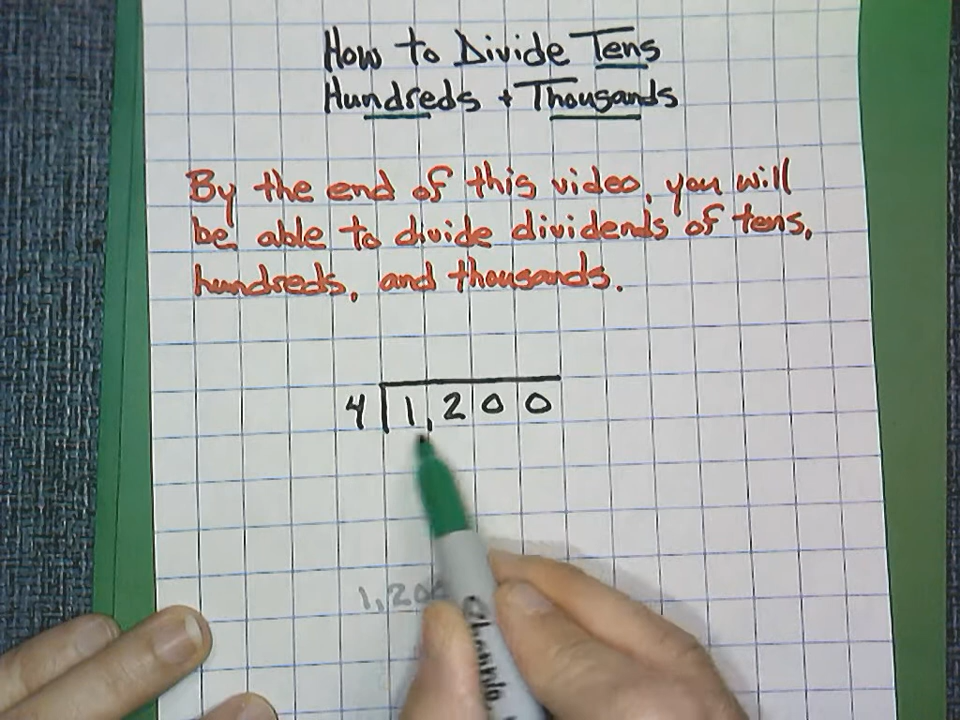 How to Divide Tens
Hundreds + Thousands
By the end of this video, you will
be able to divide dividends of tens,
hundreds, and thousands.
4 1,200